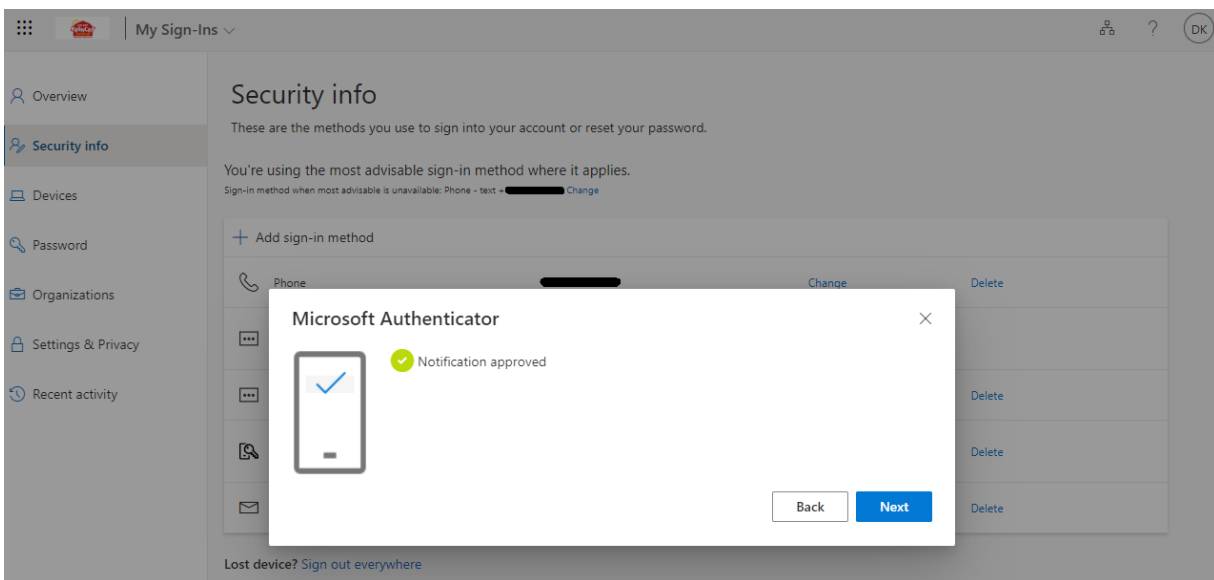 My Sign-Ins
?
DK
Overview
Security info
Devices
Password
Organizations
Settings & Privacy
Recent activity
Security info
These are the methods you use to sign into your account or reset your password.
You're using the most advisable sign-in method where it applies.
Sign-in method when most advisable is unavailable: Phone - text + Change
+ Add sign-in method
Phone Change Delete
Microsoft Authenticator
Notification approved
Back Next
Delete
Delete
Delete
Lost device? Sign out everywhere